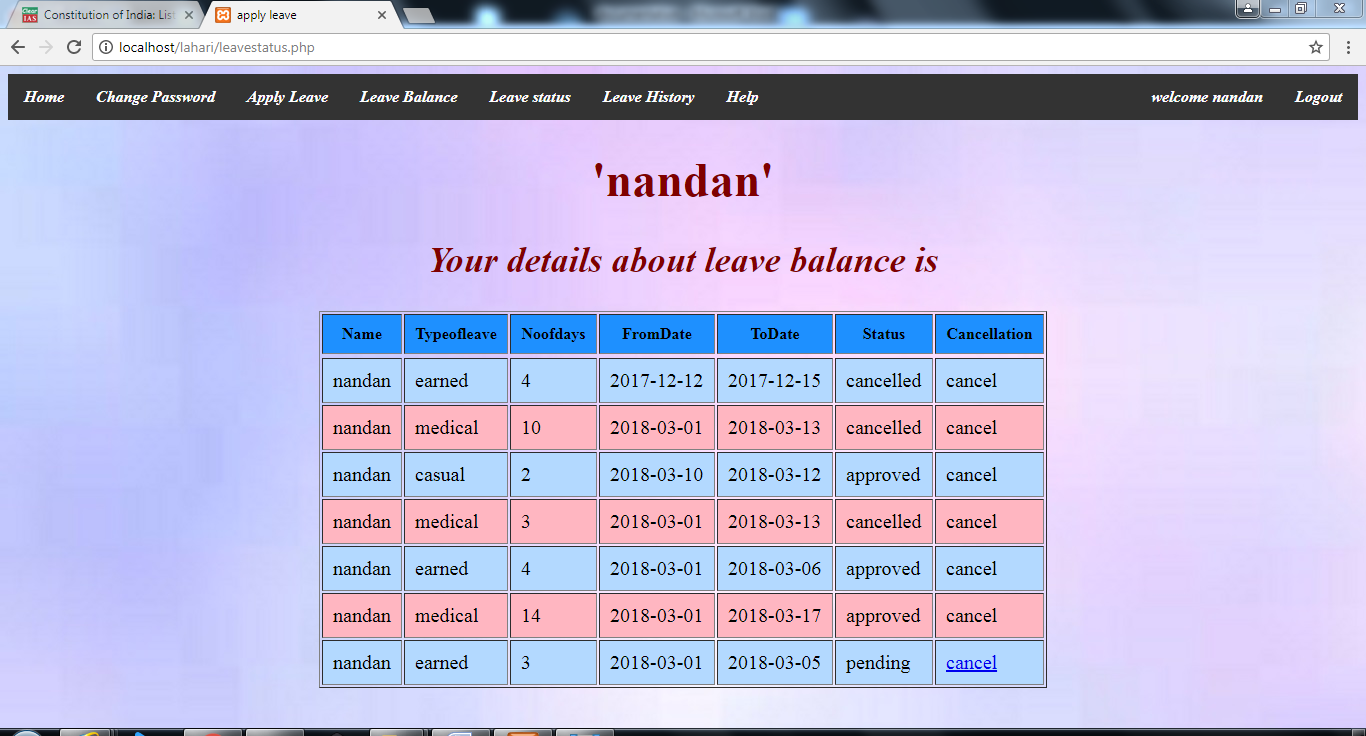 Clear IAS Constitution of India: List
apply leave
localhost/lahari/leavestatus.php
Home Change Password Apply Leave Leave Balance Leave status Leave History Help welcome nandan Logout
'nandan'
Your details about leave balance is
Name Typeofleave Noofdays FromDate ToDate Status Cancellation
nandan earned 4 2017-12-12 2017-12-15 cancelled cancel
nandan medical 10 2018-03-01 2018-03-13 cancelled cancel
nandan casual 2 2018-03-10 2018-03-12 approved cancel
nandan medical 3 2018-03-01 2018-03-13 cancelled cancel
nandan earned 4 2018-03-01 2018-03-06 approved cancel
nandan medical 14 2018-03-01 2018-03-17 approved cancel
nandan earned 3 2018-03-01 2018-03-05 pending cancel